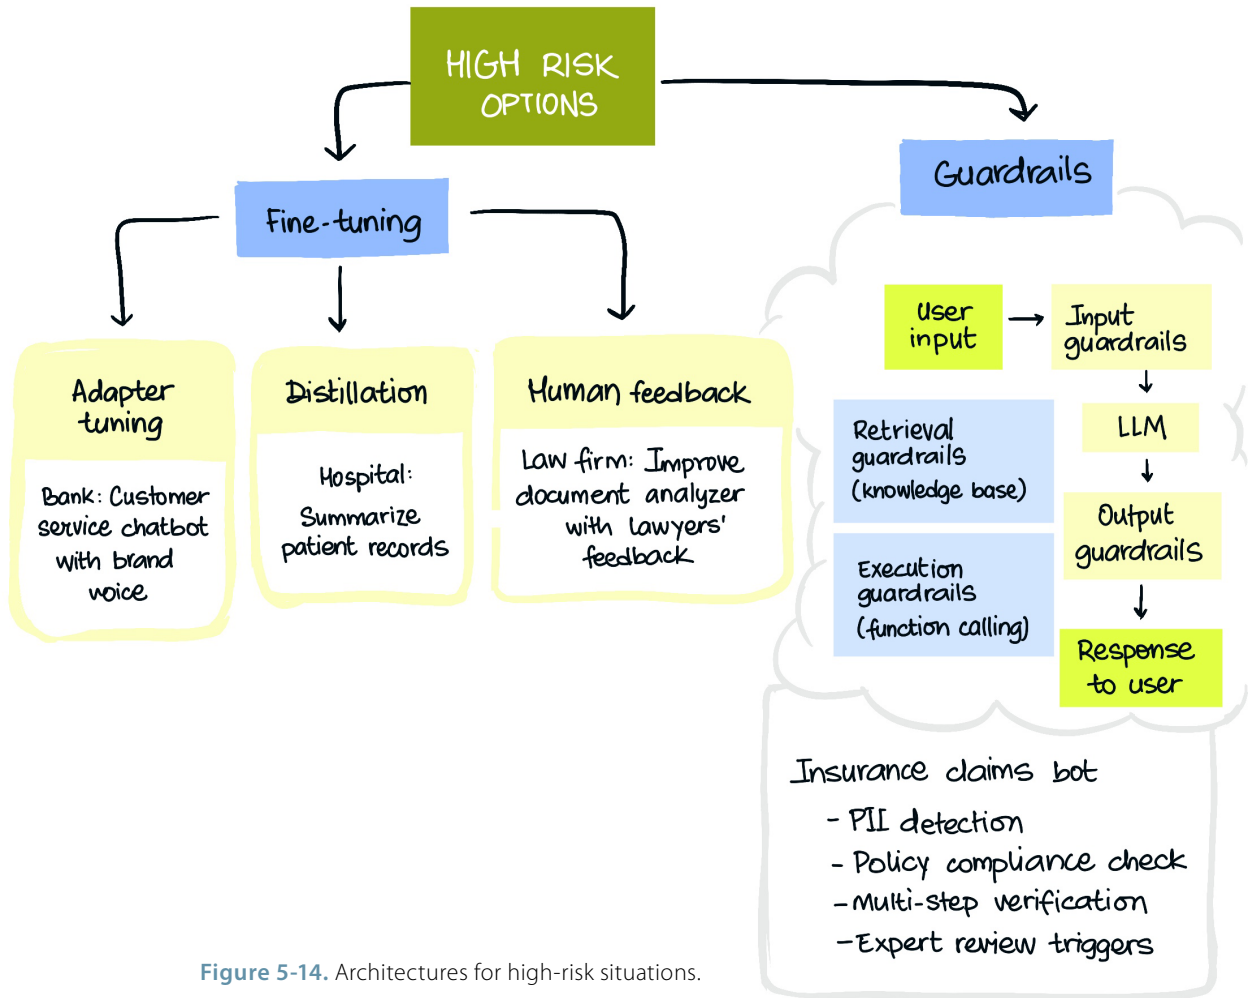 HIGH RISK
OPTIONS
Fine-tuning
Guardrails
Adapter
tuning
Bank: Customer
service chatbot
with brand
voice
Distillation
Hospital:
Summarize
patient records
Human feedback
Law firm: Improve
document analyzer
with lawyers'
feedback
User
input
Input
guardrails
LLM
Output
guardrails
Response
to user
Retrieval
guardrails
(knowledge base)
Execution
guardrails
(function calling)
Insurance claims bot
- PII detection
- Policy compliance check
- Multi-step verification
- Expert review triggers
Figure 5-14. Architectures for high-risk situations.